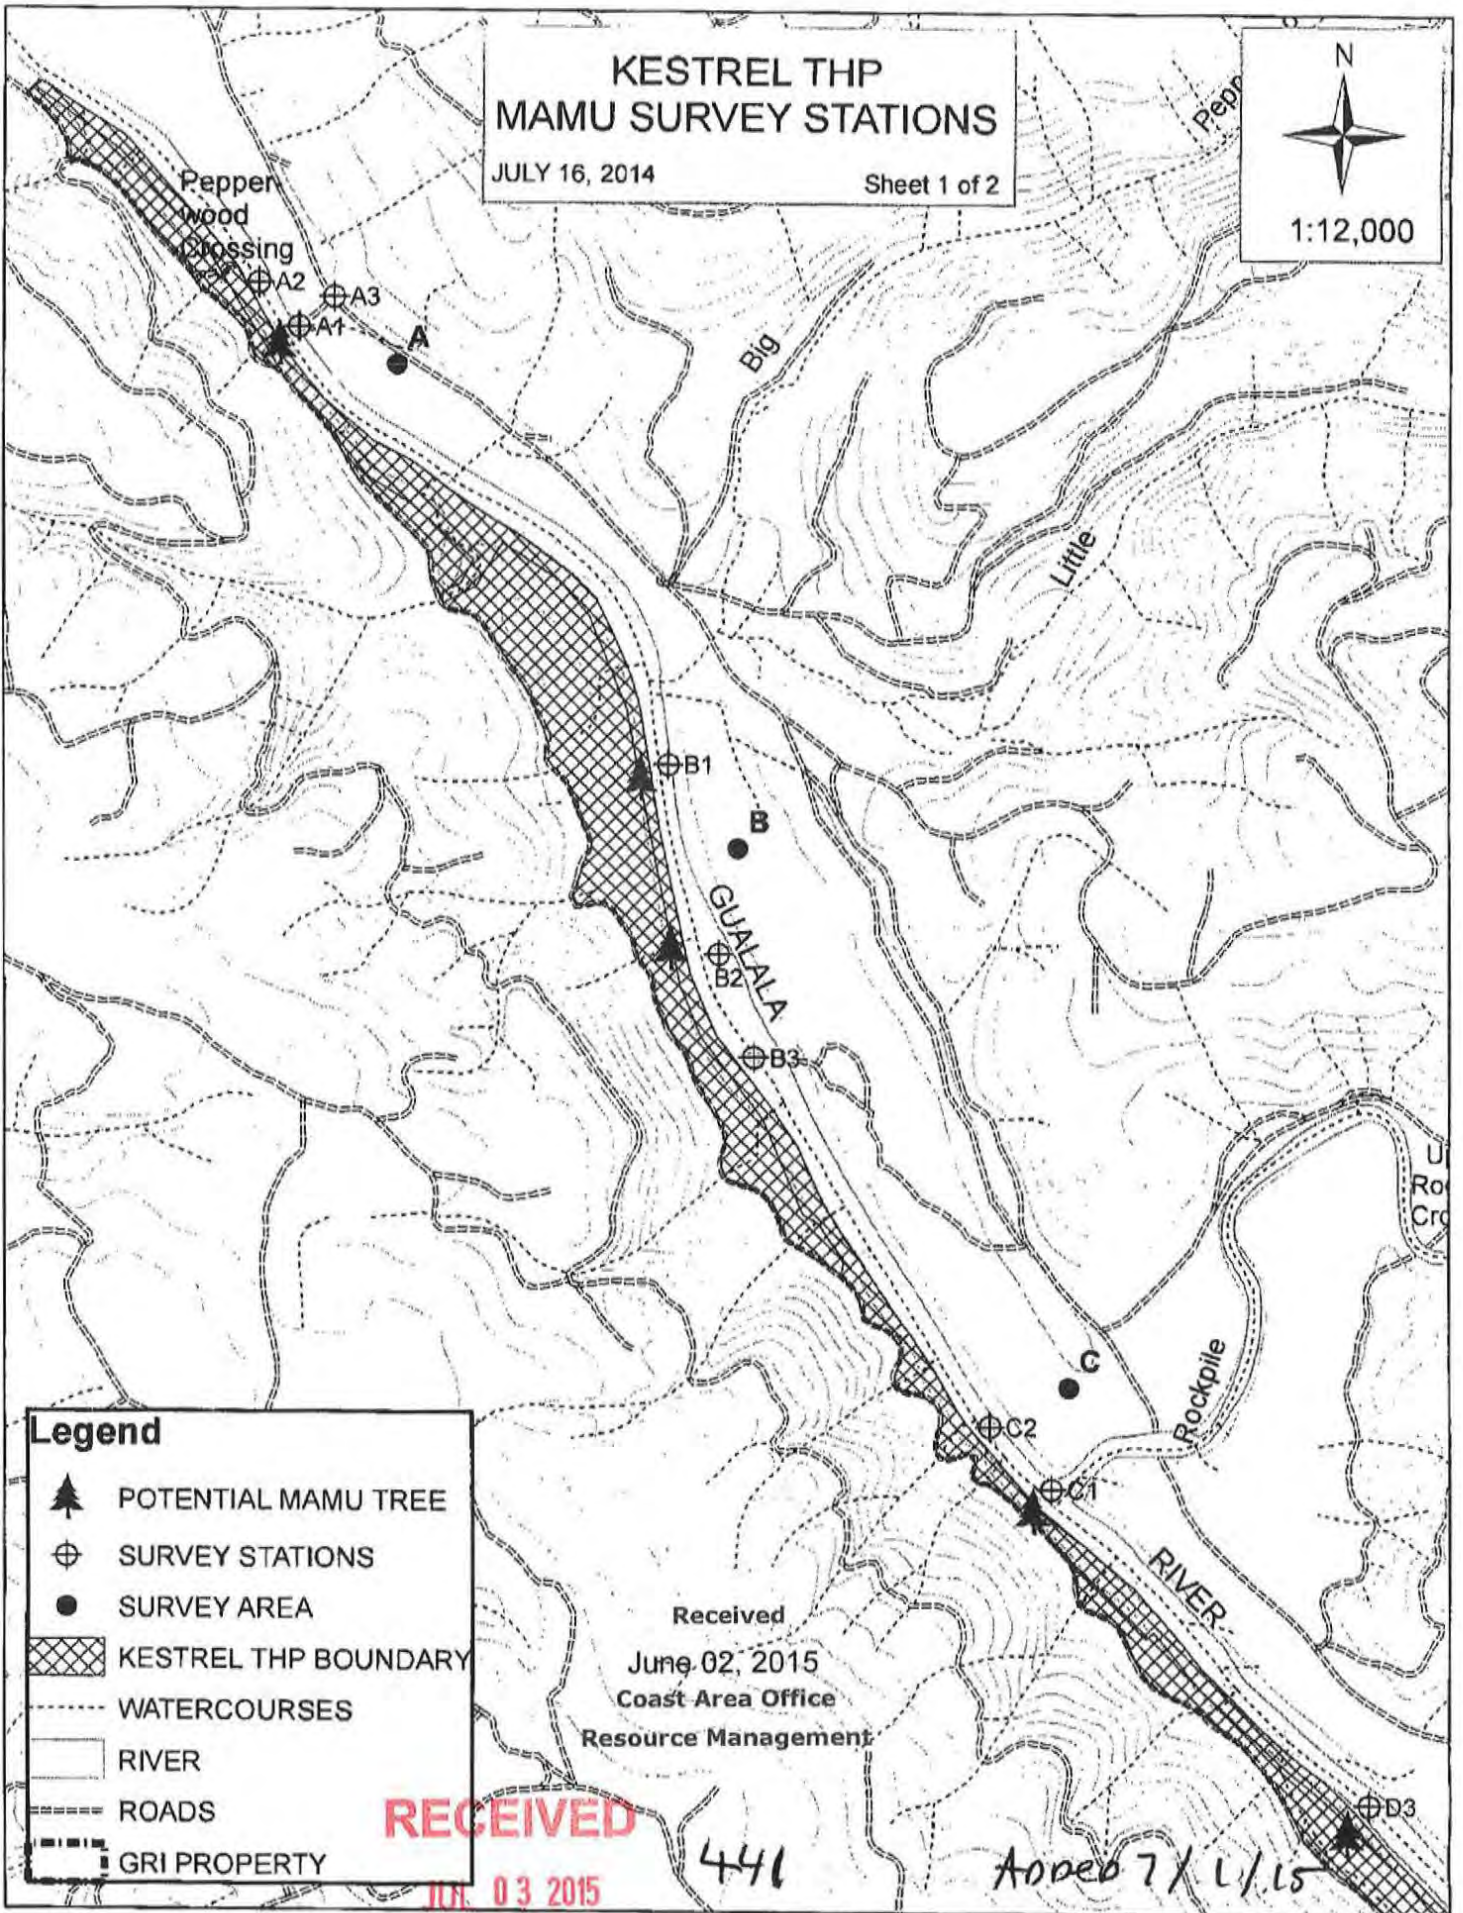 KESTREL THP
MAMU SURVEY STATIONS
JULY 16, 2014
Sheet 1 of 2
N
1:12,000
Pepper
wood
Crossing
A2
A3
A1
A
Big
Little
B1
B
GUALALA
B2
B3
C
C2
C1
Rockpile
RIVER
D3
Legend
POTENTIAL MAMU TREE
SURVEY STATIONS
SURVEY AREA
KESTREL THP BOUNDARY
WATERCOURSES
RIVER
ROADS
GRI PROPERTY
Received
June 02, 2015
Coast Area Office
Resource Management
RECEIVED
JUL 03 2015
441
ADDED 7/1/15